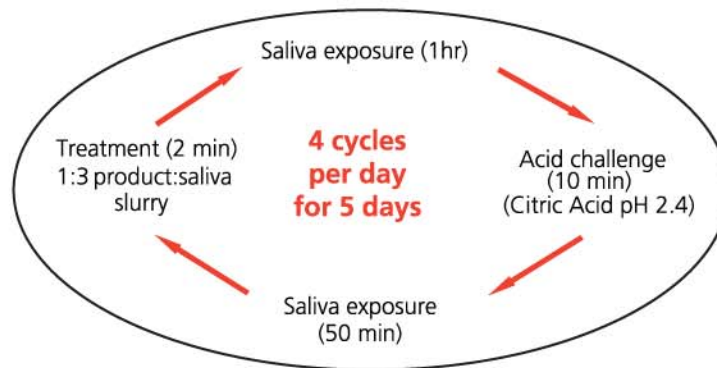 Saliva exposure (1hr)
Treatment (2 min)
1:3 product:saliva
slurry
4 cycles
per day
for 5 days
Acid challenge
(10 min)
(Citric Acid pH 2.4)
Saliva exposure
(50 min)